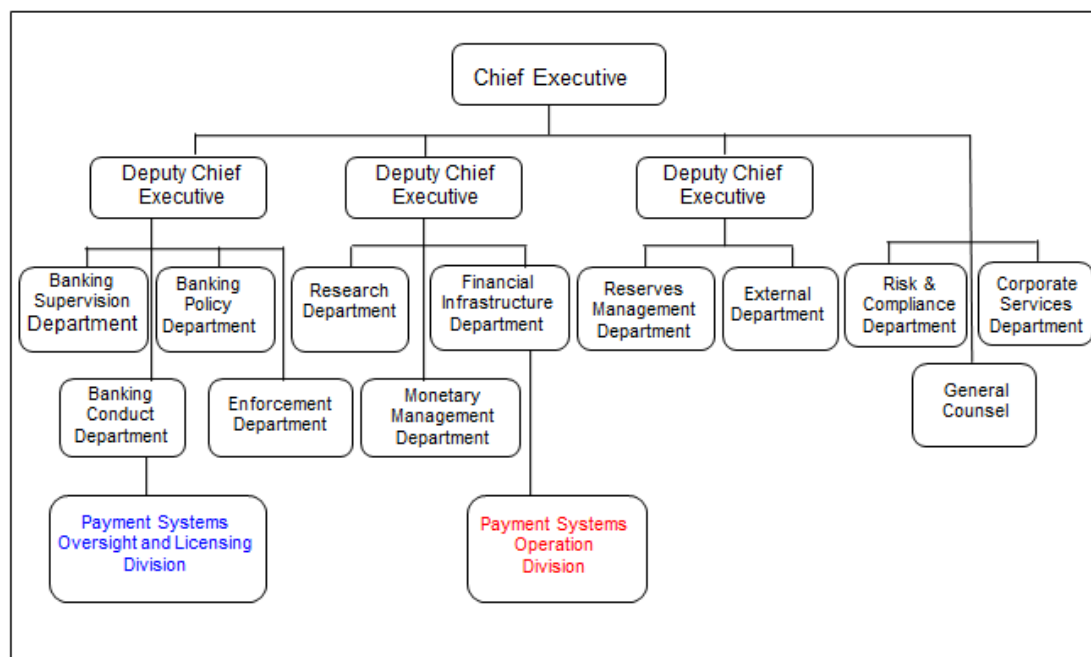 Chief Executive
Deputy Chief
Executive
Deputy Chief
Executive
Deputy Chief
Executive
Banking
Supervision
Department
Banking
Policy
Department
Research
Department
Financial
Infrastructure
Department
Reserves
Management
Department
External
Department
Risk &
Compliance
Department
Corporate
Services
Department
Banking
Conduct
Department
Enforcement
Department
Monetary
Management
Department
General
Counsel
Payment Systems
Oversight and Licensing
Division
Payment Systems
Operation
Division